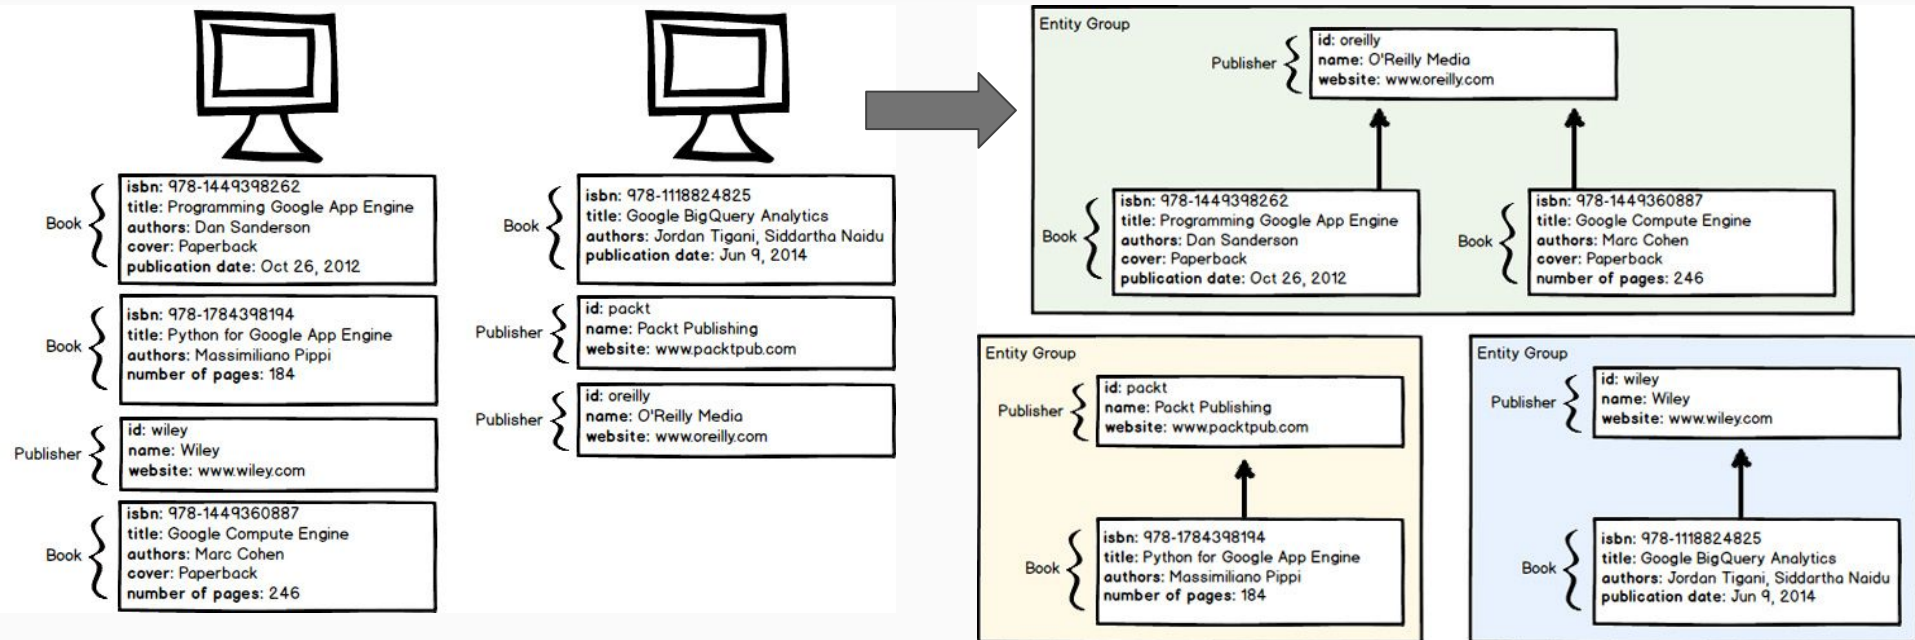 Book
isbn: 978-1449398262
title: Programming Google App Engine
authors: Dan Sanderson
cover: Paperback
publication date: Oct 26, 2012
Book
isbn: 978-1784398194
title: Python for Google App Engine
authors: Massimiliano Pippi
number of pages: 184
Publisher
id: wiley
name: Wiley
website: www.wiley.com
Book
isbn: 978-1449360887
title: Google Compute Engine
authors: Marc Cohen
cover: Paperback
number of pages: 246
Book
isbn: 978-1118824825
title: Google BigQuery Analytics
authors: Jordan Tigani, Siddartha Naidu
publication date: Jun 9, 2014
Publisher
id: packt
name: Packt Publishing
website: www.packtpub.com
Publisher
id: oreilly
name: O'Reilly Media
website: www.oreilly.com
Entity Group
Publisher
id: oreilly
name: O'Reilly Media
website: www.oreilly.com
Book
isbn: 978-1449398262
title: Programming Google App Engine
authors: Dan Sanderson
cover: Paperback
publication date: Oct 26, 2012
Book
isbn: 978-1449360887
title: Google Compute Engine
authors: Marc Cohen
cover: Paperback
number of pages: 246
Entity Group
Publisher
id: packt
name: Packt Publishing
website: www.packtpub.com
Book
isbn: 978-1784398194
title: Python for Google App Engine
authors: Massimiliano Pippi
number of pages: 184
Entity Group
Publisher
id: wiley
name: Wiley
website: www.wiley.com
Book
isbn: 978-1118824825
title: Google BigQuery Analytics
authors: Jordan Tigani, Siddartha Naidu
publication date: Jun 9, 2014